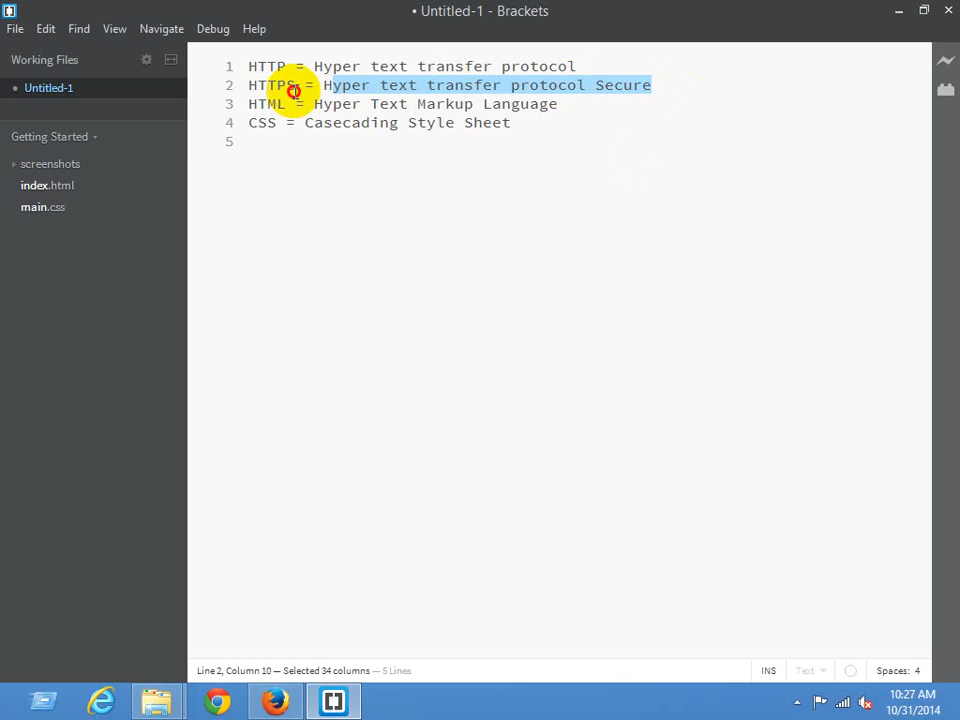 • Untitled-1 - Brackets
File Edit Find View Navigate Debug Help
Working Files
Untitled-1
Getting Started
screenshots
index.html
main.css
1 HTTP = Hyper text transfer protocol
2 HTTPS = Hyper text transfer protocol Secure
3 HTML = Hyper Text Markup Language
4 CSS = Casecading Style Sheet
5
Line 2, Column 10 — Selected 34 columns — 5 Lines
INS Text Spaces: 4
10:27 AM
10/31/2014